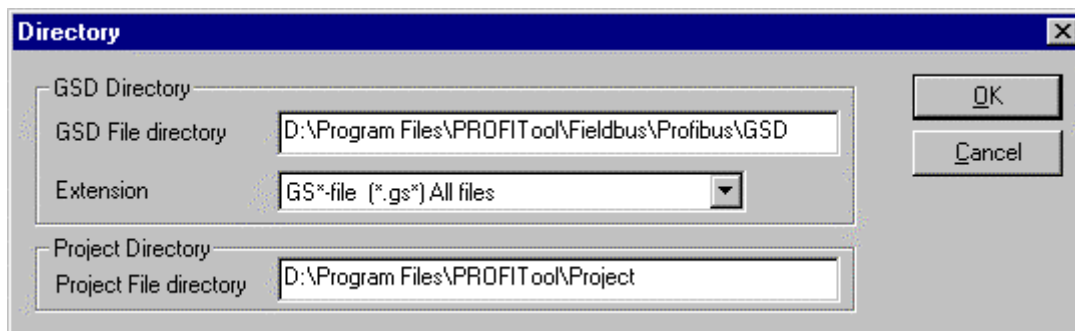 Directory
GSD Directory
GSD File directory D:\Program Files\PROFITool\Fieldbus\Profibus\GSD
Extension GS*-file (*.gs*) All files
Project Directory
Project File directory D:\Program Files\PROFITool\Project
OK
Cancel